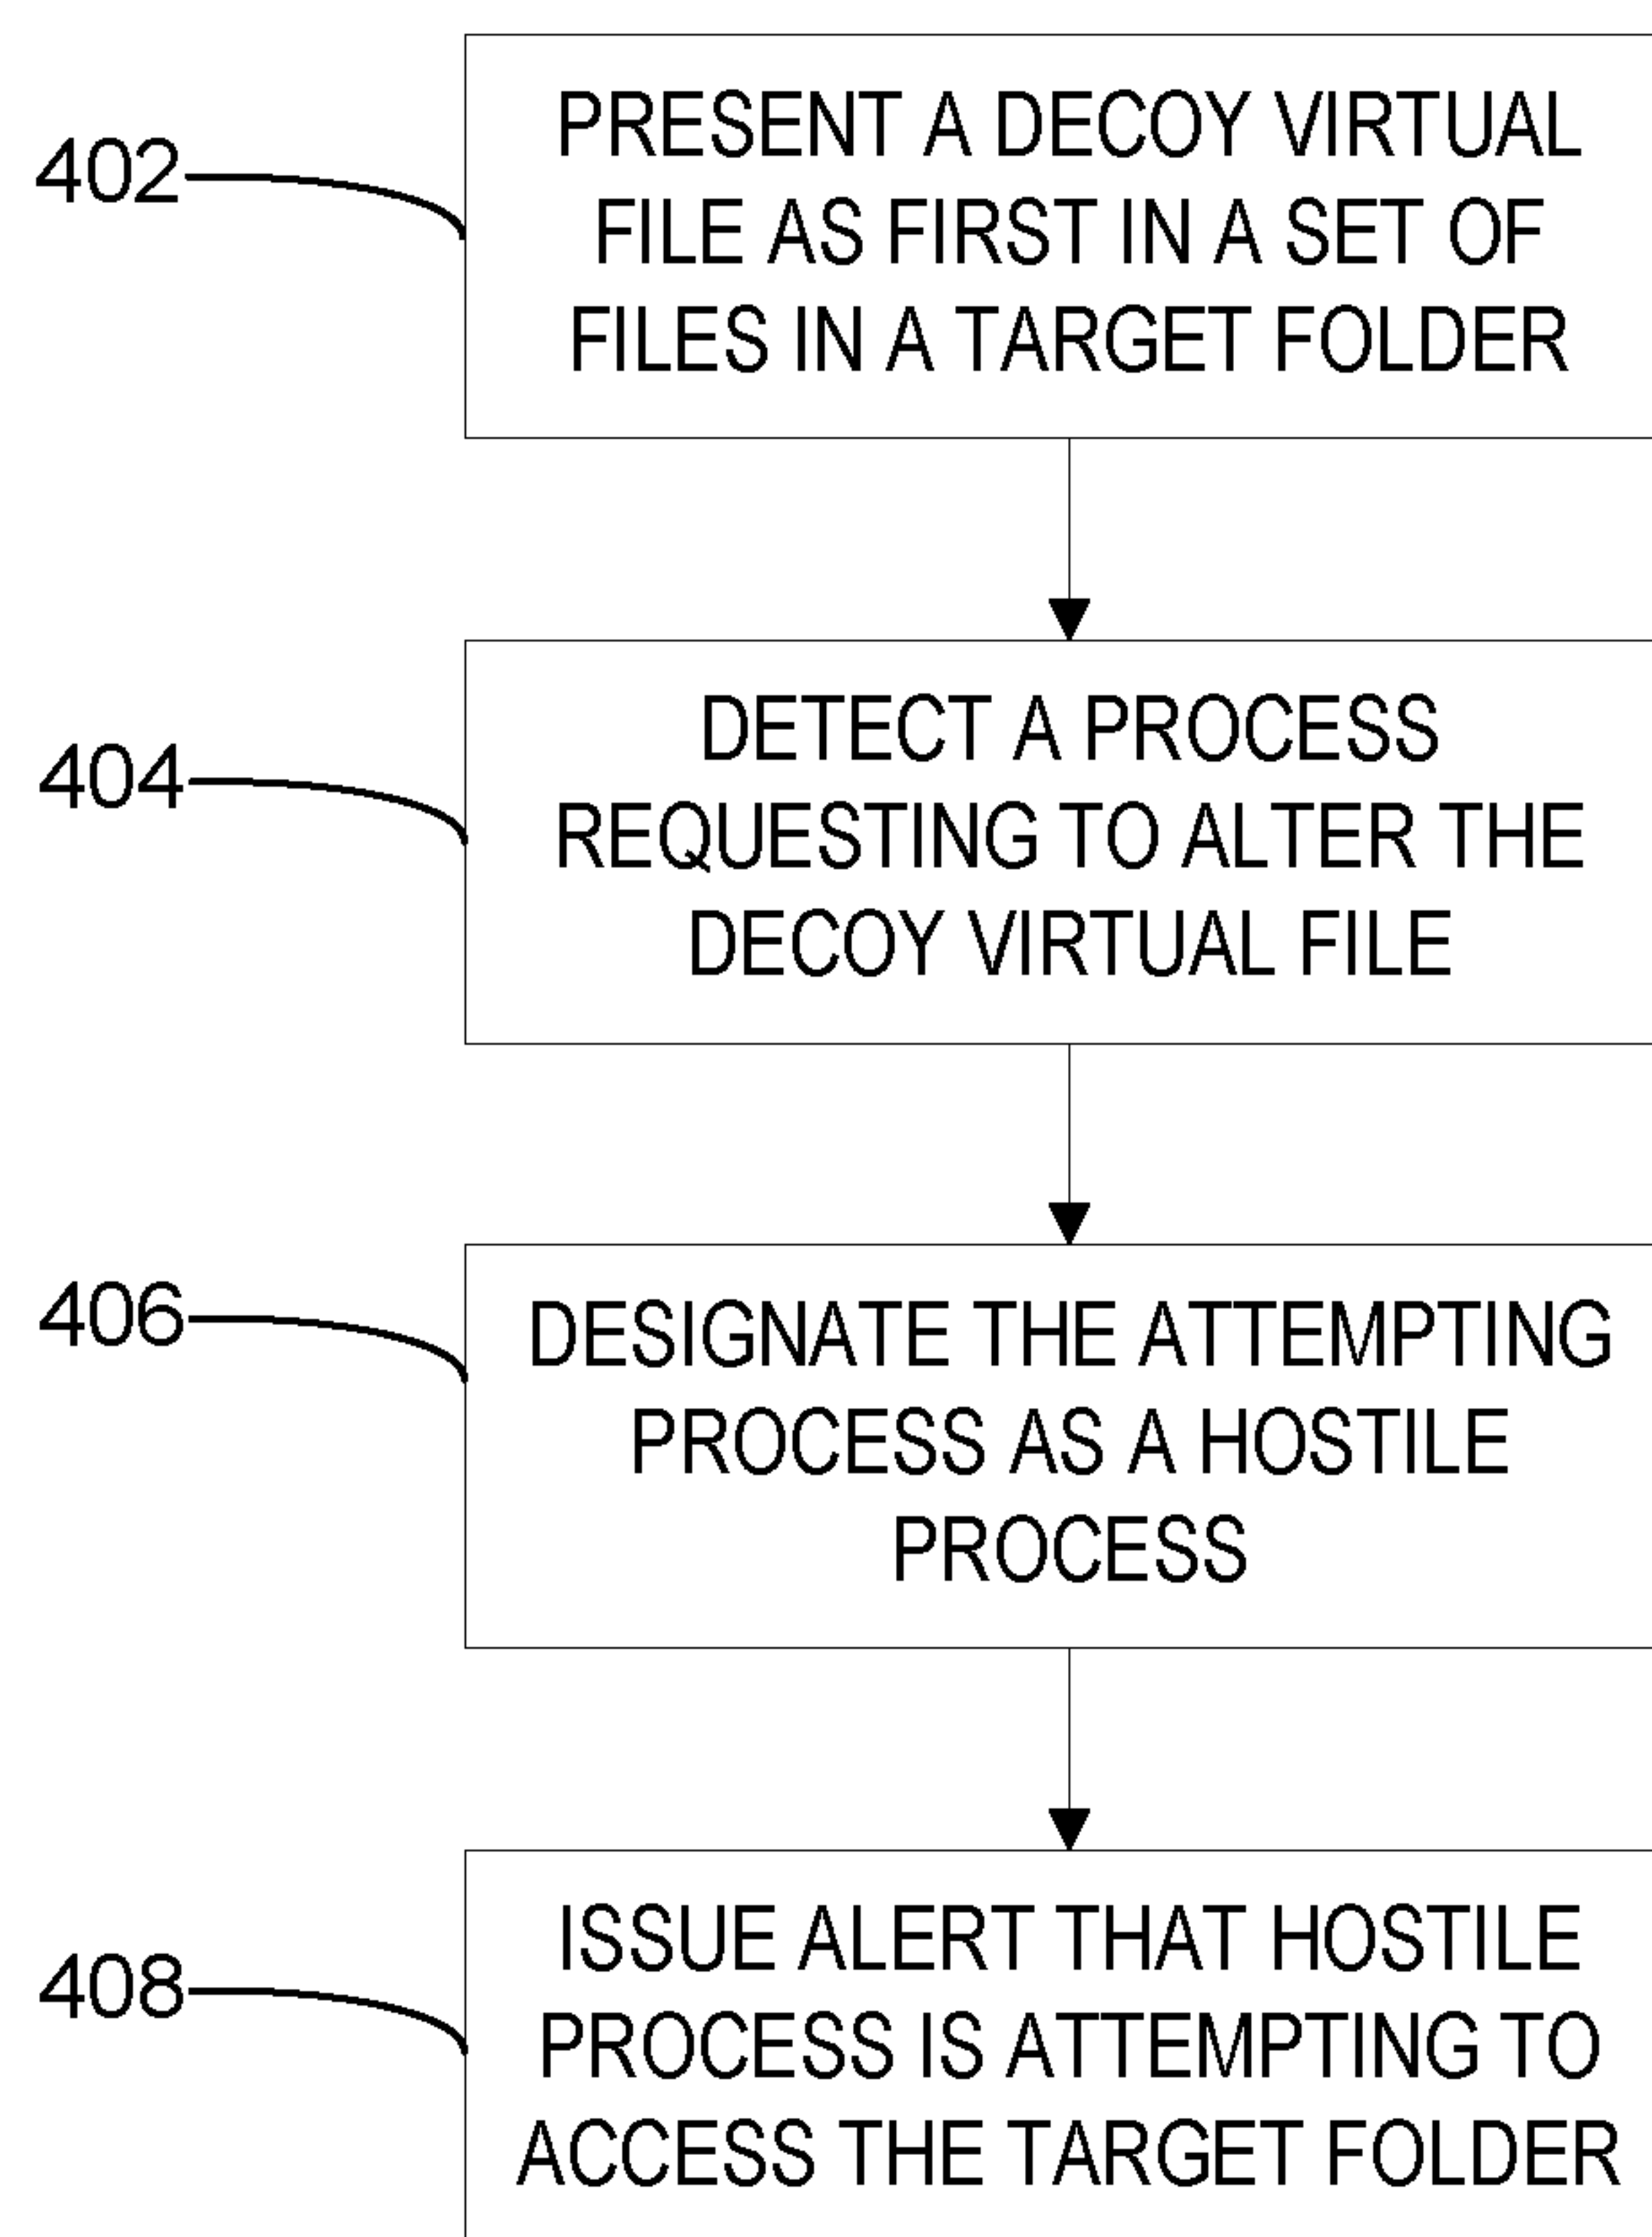 402
PRESENT A DECOY VIRTUAL
FILE AS FIRST IN A SET OF
FILES IN A TARGET FOLDER
404
DETECT A PROCESS
REQUESTING TO ALTER THE
DECOY VIRTUAL FILE
406
DESIGNATE THE ATTEMPTING
PROCESS AS A HOSTILE
PROCESS
408
ISSUE ALERT THAT HOSTILE
PROCESS IS ATTEMPTING TO
ACCESS THE TARGET FOLDER